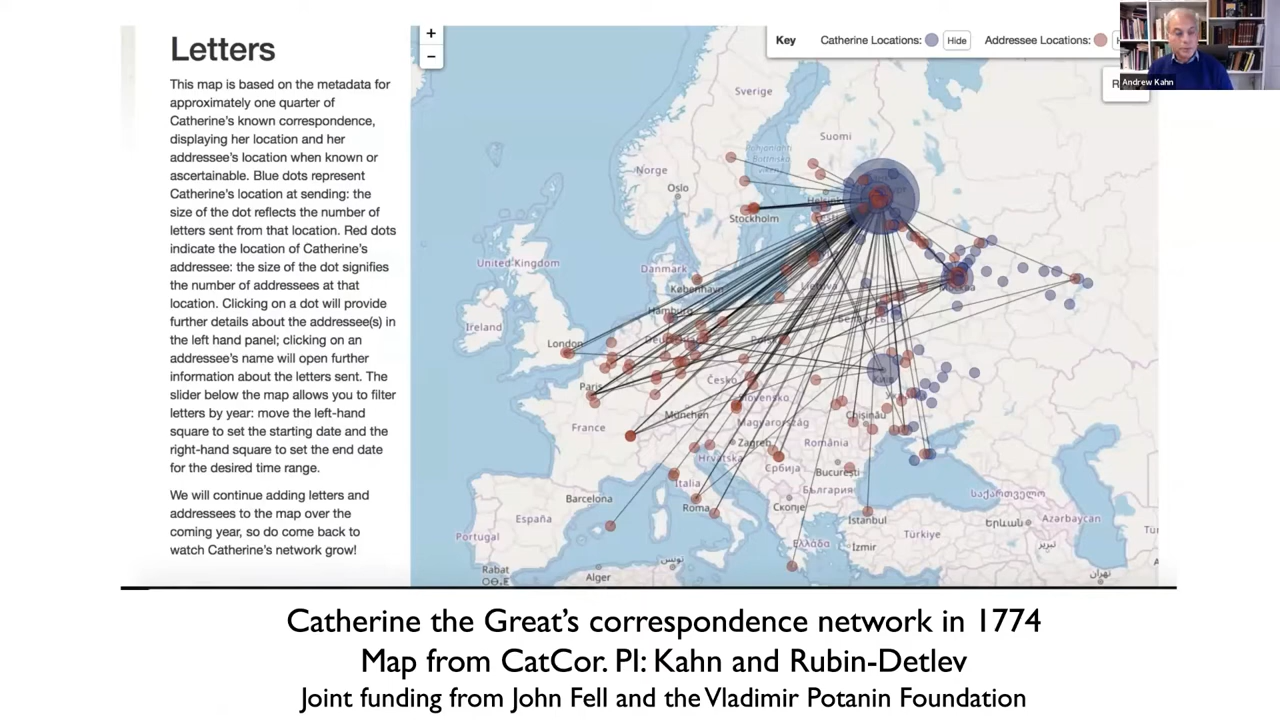 Letters
This map is based on the metadata for
approximately one quarter of
Catherine's known correspondence,
displaying her location and her
addressee's location when known or
ascertainable. Blue dots represent
Catherine's location at sending: the
size of the dot reflects the number of
letters sent from that location. Red dots
indicate the location of Catherine's
addressee: the size of the dot signifies
the number of addressees at that
location. Clicking on a dot will provide
further details about the addressee(s) in
the left hand panel; clicking on an
addressee's name will open further
information about the letters sent. The
slider below the map allows you to filter
letters by year: move the left-hand
square to set the starting date and the
right-hand square to set the end date
for the desired time range.
We will continue adding letters and
addressees to the map over the
coming year, so do come back to
watch Catherine's network grow!
+
−
Key
Catherine Locations:
Hide
Addressee Locations:
Andrew Kahn
Sverige
Suomi
Norge
Oslo
Stockholm
United Kingdom
Danmark
København
Hamburg
Ireland
London
Paris
Česko
Slovensko
München
Magyarország
Chișinău
France
Zagreb
România
Hrvatska
Србија
București
Italia
България
Barcelona
Roma
Скопје
საქართველო
España
İstanbul
Երևան
Azərbaycan
Portugal
Ελλάδα
Türkiye
İzmir
تونس
تبریز
Rabat
Alger
تهران
Catherine the Great's correspondence network in 1774
Map from CatCor. PI: Kahn and Rubin-Detlev
Joint funding from John Fell and the Vladimir Potanin Foundation